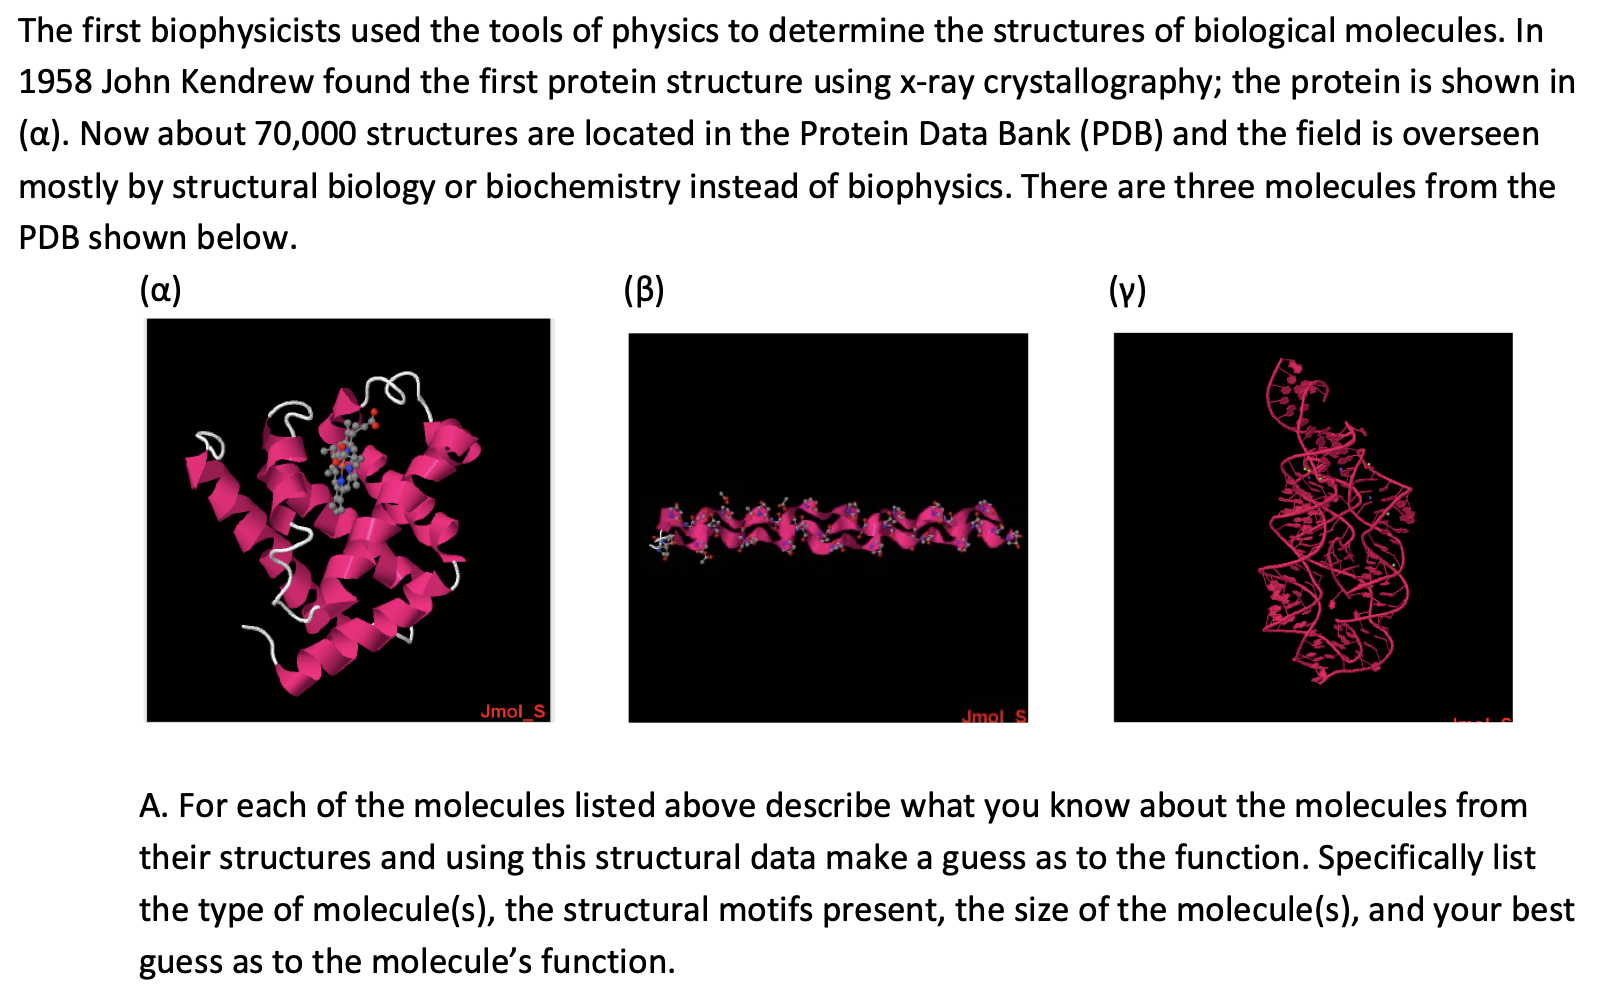 The first biophysicists used the tools of physics to determine the structures of biological molecules. In
1958 John Kendrew found the first protein structure using x-ray crystallography; the protein is shown in
(α). Now about 70,000 structures are located in the Protein Data Bank (PDB) and the field is overseen
mostly by structural biology or biochemistry instead of biophysics. There are three molecules from the
PDB shown below.
(α) (β) (γ)
Jmol_S Jmol_S
A. For each of the molecules listed above describe what you know about the molecules from
their structures and using this structural data make a guess as to the function. Specifically list
the type of molecule(s), the structural motifs present, the size of the molecule(s), and your best
guess as to the molecule’s function.